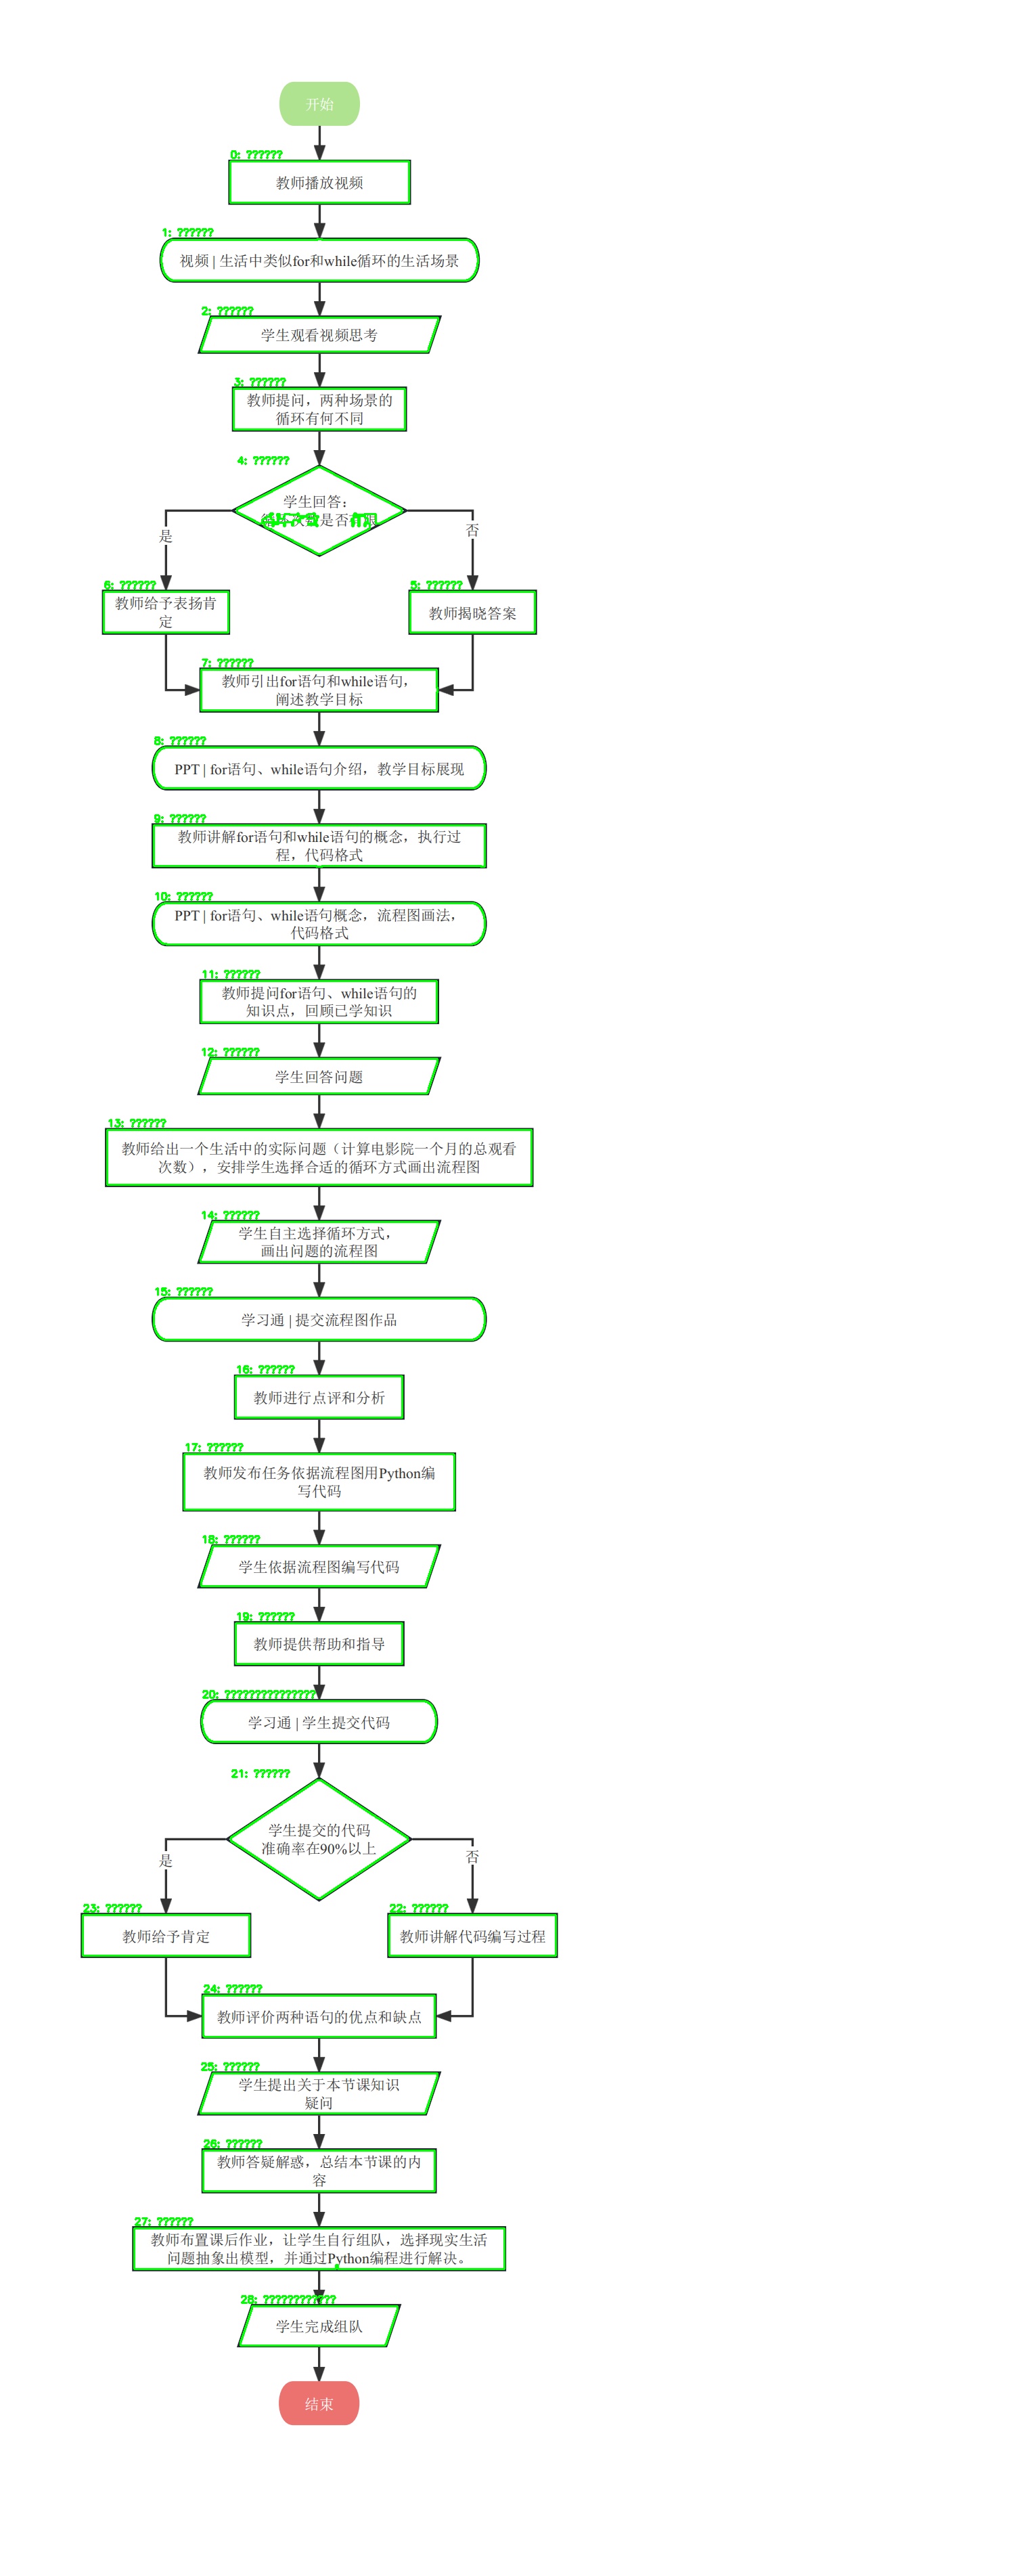 开始
0: ??????
教师播放视频
1: ??????
视频 | 生活中类似for和while循环的生活场景
2: ??????
学生观看视频思考
3: ??????
教师提问，两种场景的
循环有何不同
4: ??????
学生回答：
循环次数是否有限
是
否
6: ??????
教师给予表扬肯
定
5: ??????
教师揭晓答案
7: ??????
教师引出for语句和while语句，
阐述教学目标
8: ??????
PPT | for语句、while语句介绍，教学目标展现
9: ??????
教师讲解for语句和while语句的概念，执行过
程，代码格式
10: ??????
PPT | for语句、while语句概念，流程图画法，
代码格式
11: ??????
教师提问for语句、while语句的
知识点，回顾已学知识
12: ??????
学生回答问题
13: ??????
教师给出一个生活中的实际问题（计算电影院一个月的总观看
次数），安排学生选择合适的循环方式画出流程图
14: ??????
学生自主选择循环方式，
画出问题的流程图
15: ??????
学习通 | 提交流程图作品
16: ??????
教师进行点评和分析
17: ??????
教师发布任务依据流程图用Python编
写代码
18: ??????
学生依据流程图编写代码
19: ??????
教师提供帮助和指导
20: ???????????????
学习通 | 学生提交代码
21: ??????
学生提交的代码
准确率在90%以上
是
否
23: ??????
教师给予肯定
22: ??????
教师讲解代码编写过程
24: ??????
教师评价两种语句的优点和缺点
25: ??????
学生提出关于本节课知识
疑问
26: ??????
教师答疑解惑，总结本节课的内
容
27: ??????
教师布置课后作业，让学生自行组队，选择现实生活
问题抽象出模型，并通过Python编程进行解决。
28: ????????????
学生完成组队
结束